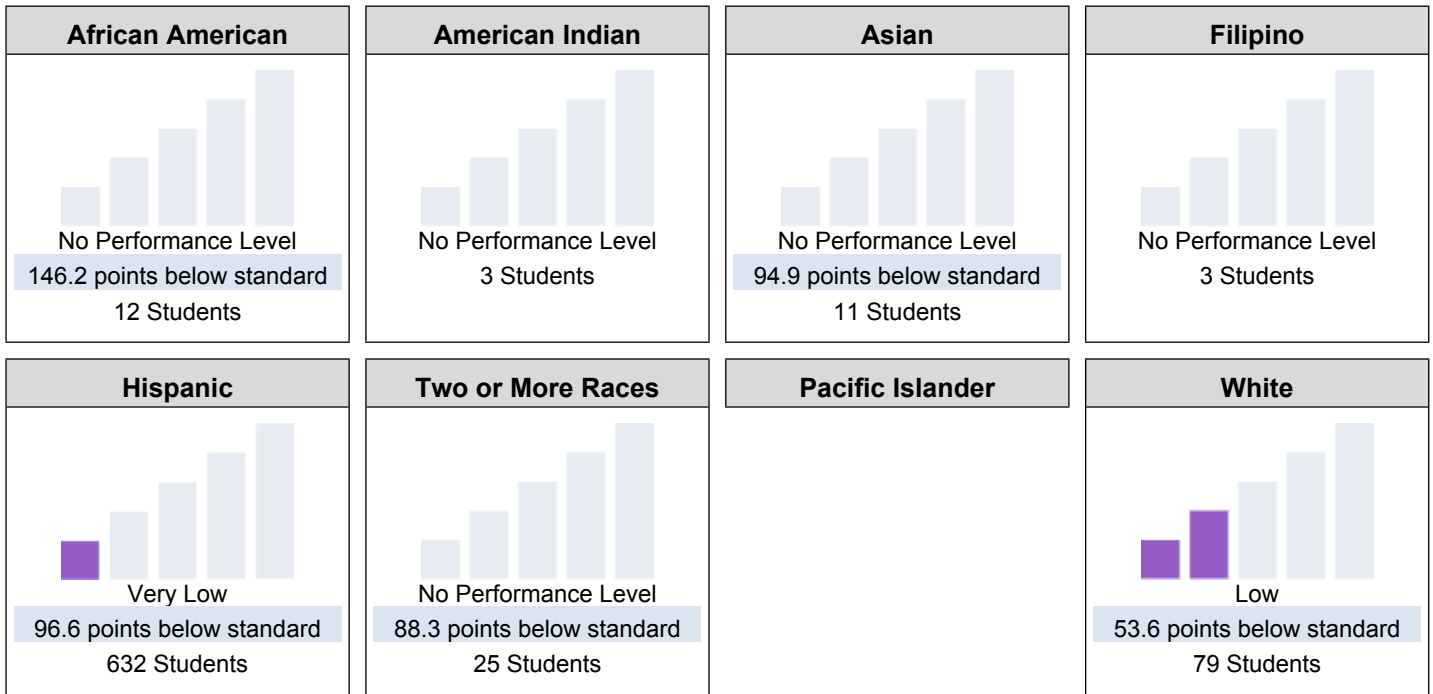 African American
No Performance Level
146.2 points below standard
12 Students
American Indian
No Performance Level
3 Students
Asian
No Performance Level
94.9 points below standard
11 Students
Filipino
No Performance Level
3 Students
Hispanic
Very Low
96.6 points below standard
632 Students
Two or More Races
No Performance Level
88.3 points below standard
25 Students
Pacific Islander
White
Low
53.6 points below standard
79 Students